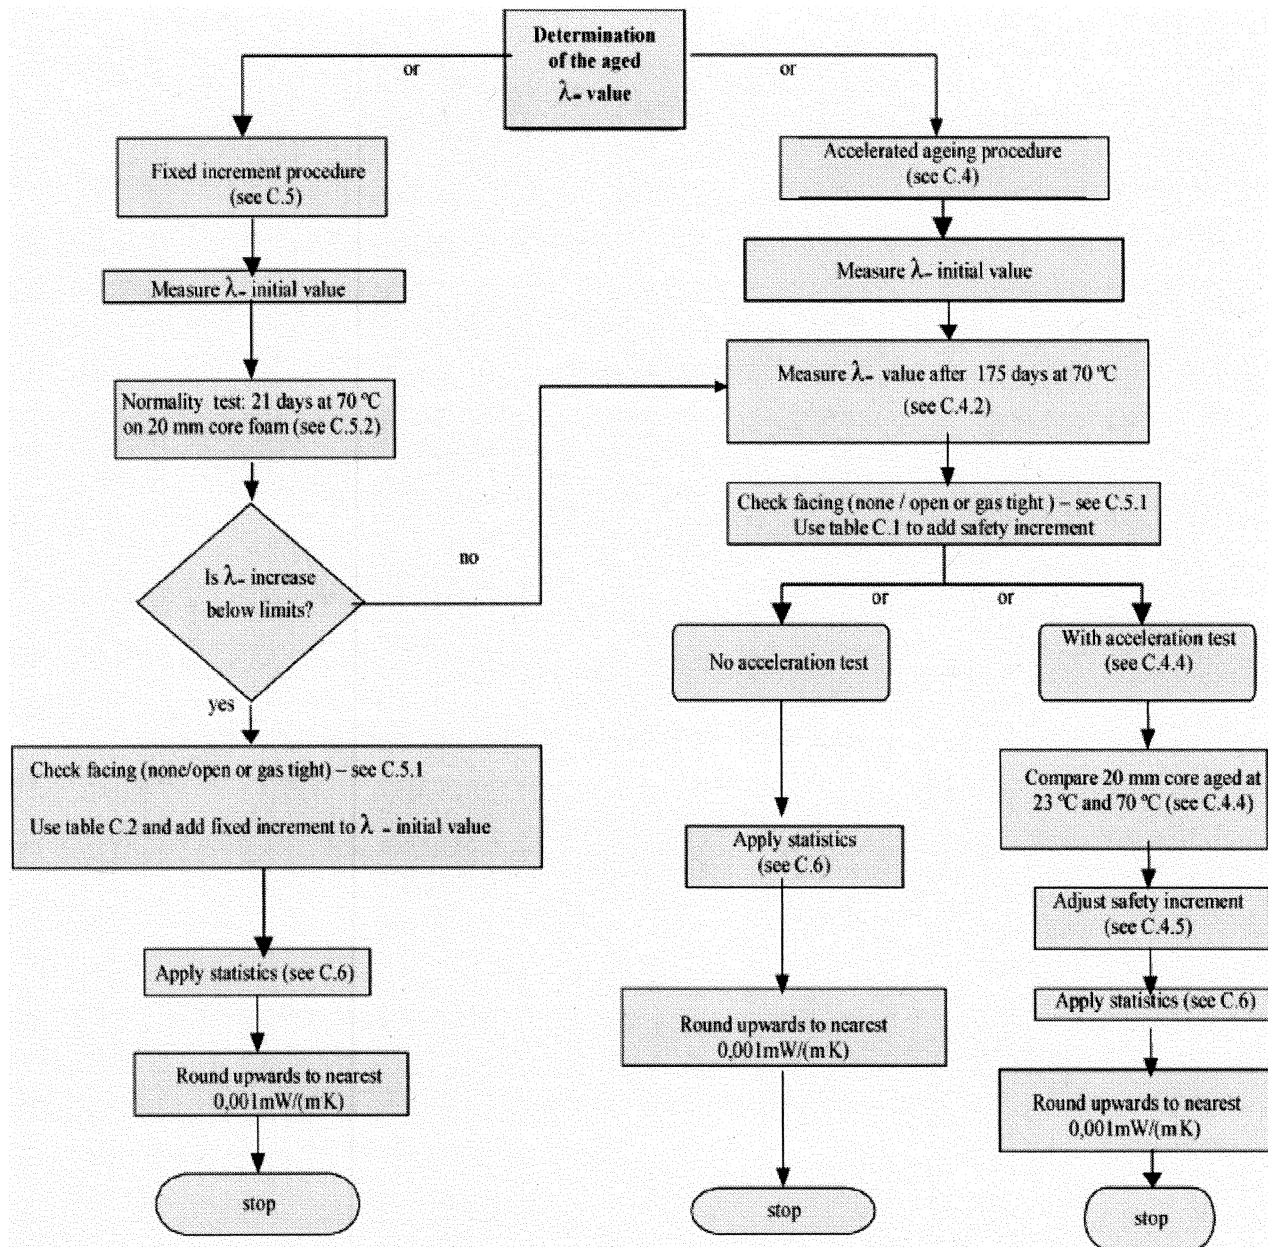 Determination
of the aged
λ- value
or
or
Fixed increment procedure
(see C.5)
Measure λ- initial value
Normality test: 21 days at 70 ºC
on 20 mm core foam (see C.5.2)
Is λ- increase
below limits?
no
yes
Check facing (none/open or gas tight) – see C.5.1
Use table C.2 and add fixed increment to λ - initial value
Apply statistics (see C.6)
Round upwards to nearest
0,001mW/(m K)
stop
Accelerated ageing procedure
(see C.4)
Measure λ- initial value
Measure λ- value after 175 days at 70 ºC
(see C.4.2)
Check facing (none / open or gas tight ) – see C.5.1
Use table C.1 to add safety increment
or
or
No acceleration test
Apply statistics
(see C.6)
Round upwards to nearest
0,001mW/(m K)
stop
With acceleration test
(see C.4.4)
Compare 20 mm core aged at
23 ºC and 70 ºC (see C.4.4)
Adjust safety increment
(see C.4.5)
Apply statistics (see C.6)
Round upwards to nearest
0,001mW/(m K)
stop